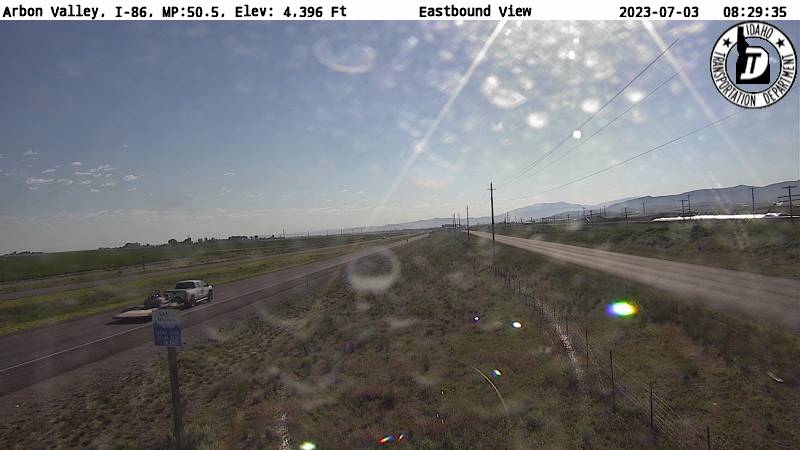 Arbon Valley, I-86, MP:50.5, Elev: 4,396 Ft Eastbound View 2023-07-03 08:29:35
IDAHO
TRANSPORTATION DEPARTMENT